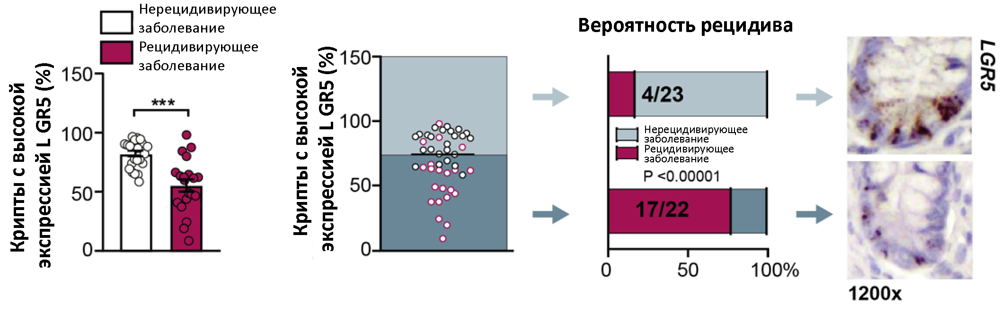 Нерецидивирующее
заболевание
Рецидивирующее
заболевание
Крипты с высокой
экспрессией L GR5 (%)
150
100
50
0
***
Крипты с высокой
экспрессией L GR5 (%)
150
100
50
0
Вероятность рецидива
4/23
Нерецидивирующее
заболевание
Рецидивирующее
заболевание
P <0.00001
17/22
0
50
100%
LGR5
1200x